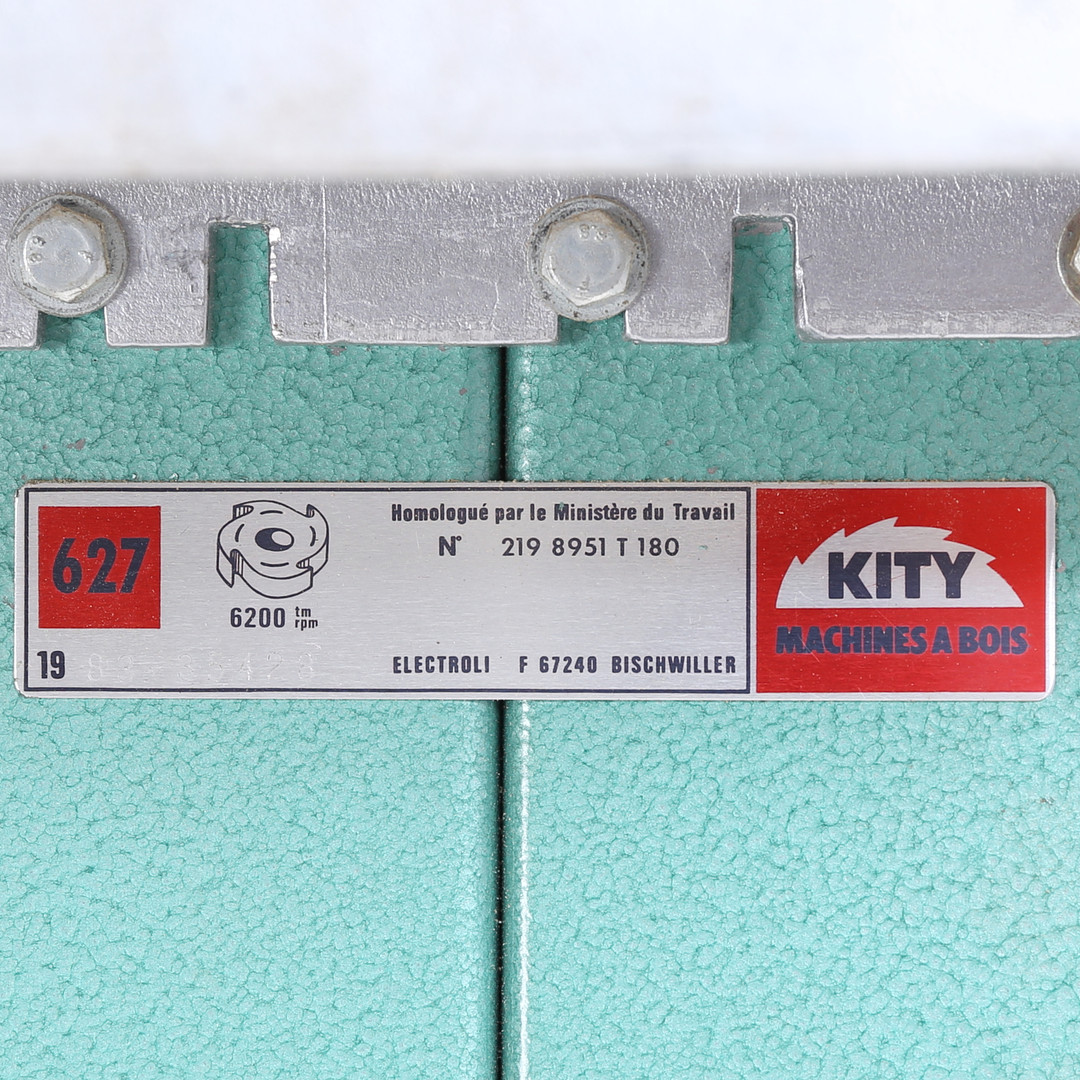 627
6200 tm
rpm
19
Homologué par le Ministère du Travail
N° 219 8951 T 180
ELECTROLI F 67240 BISCHWILLER
KITY
MACHINES A BOIS